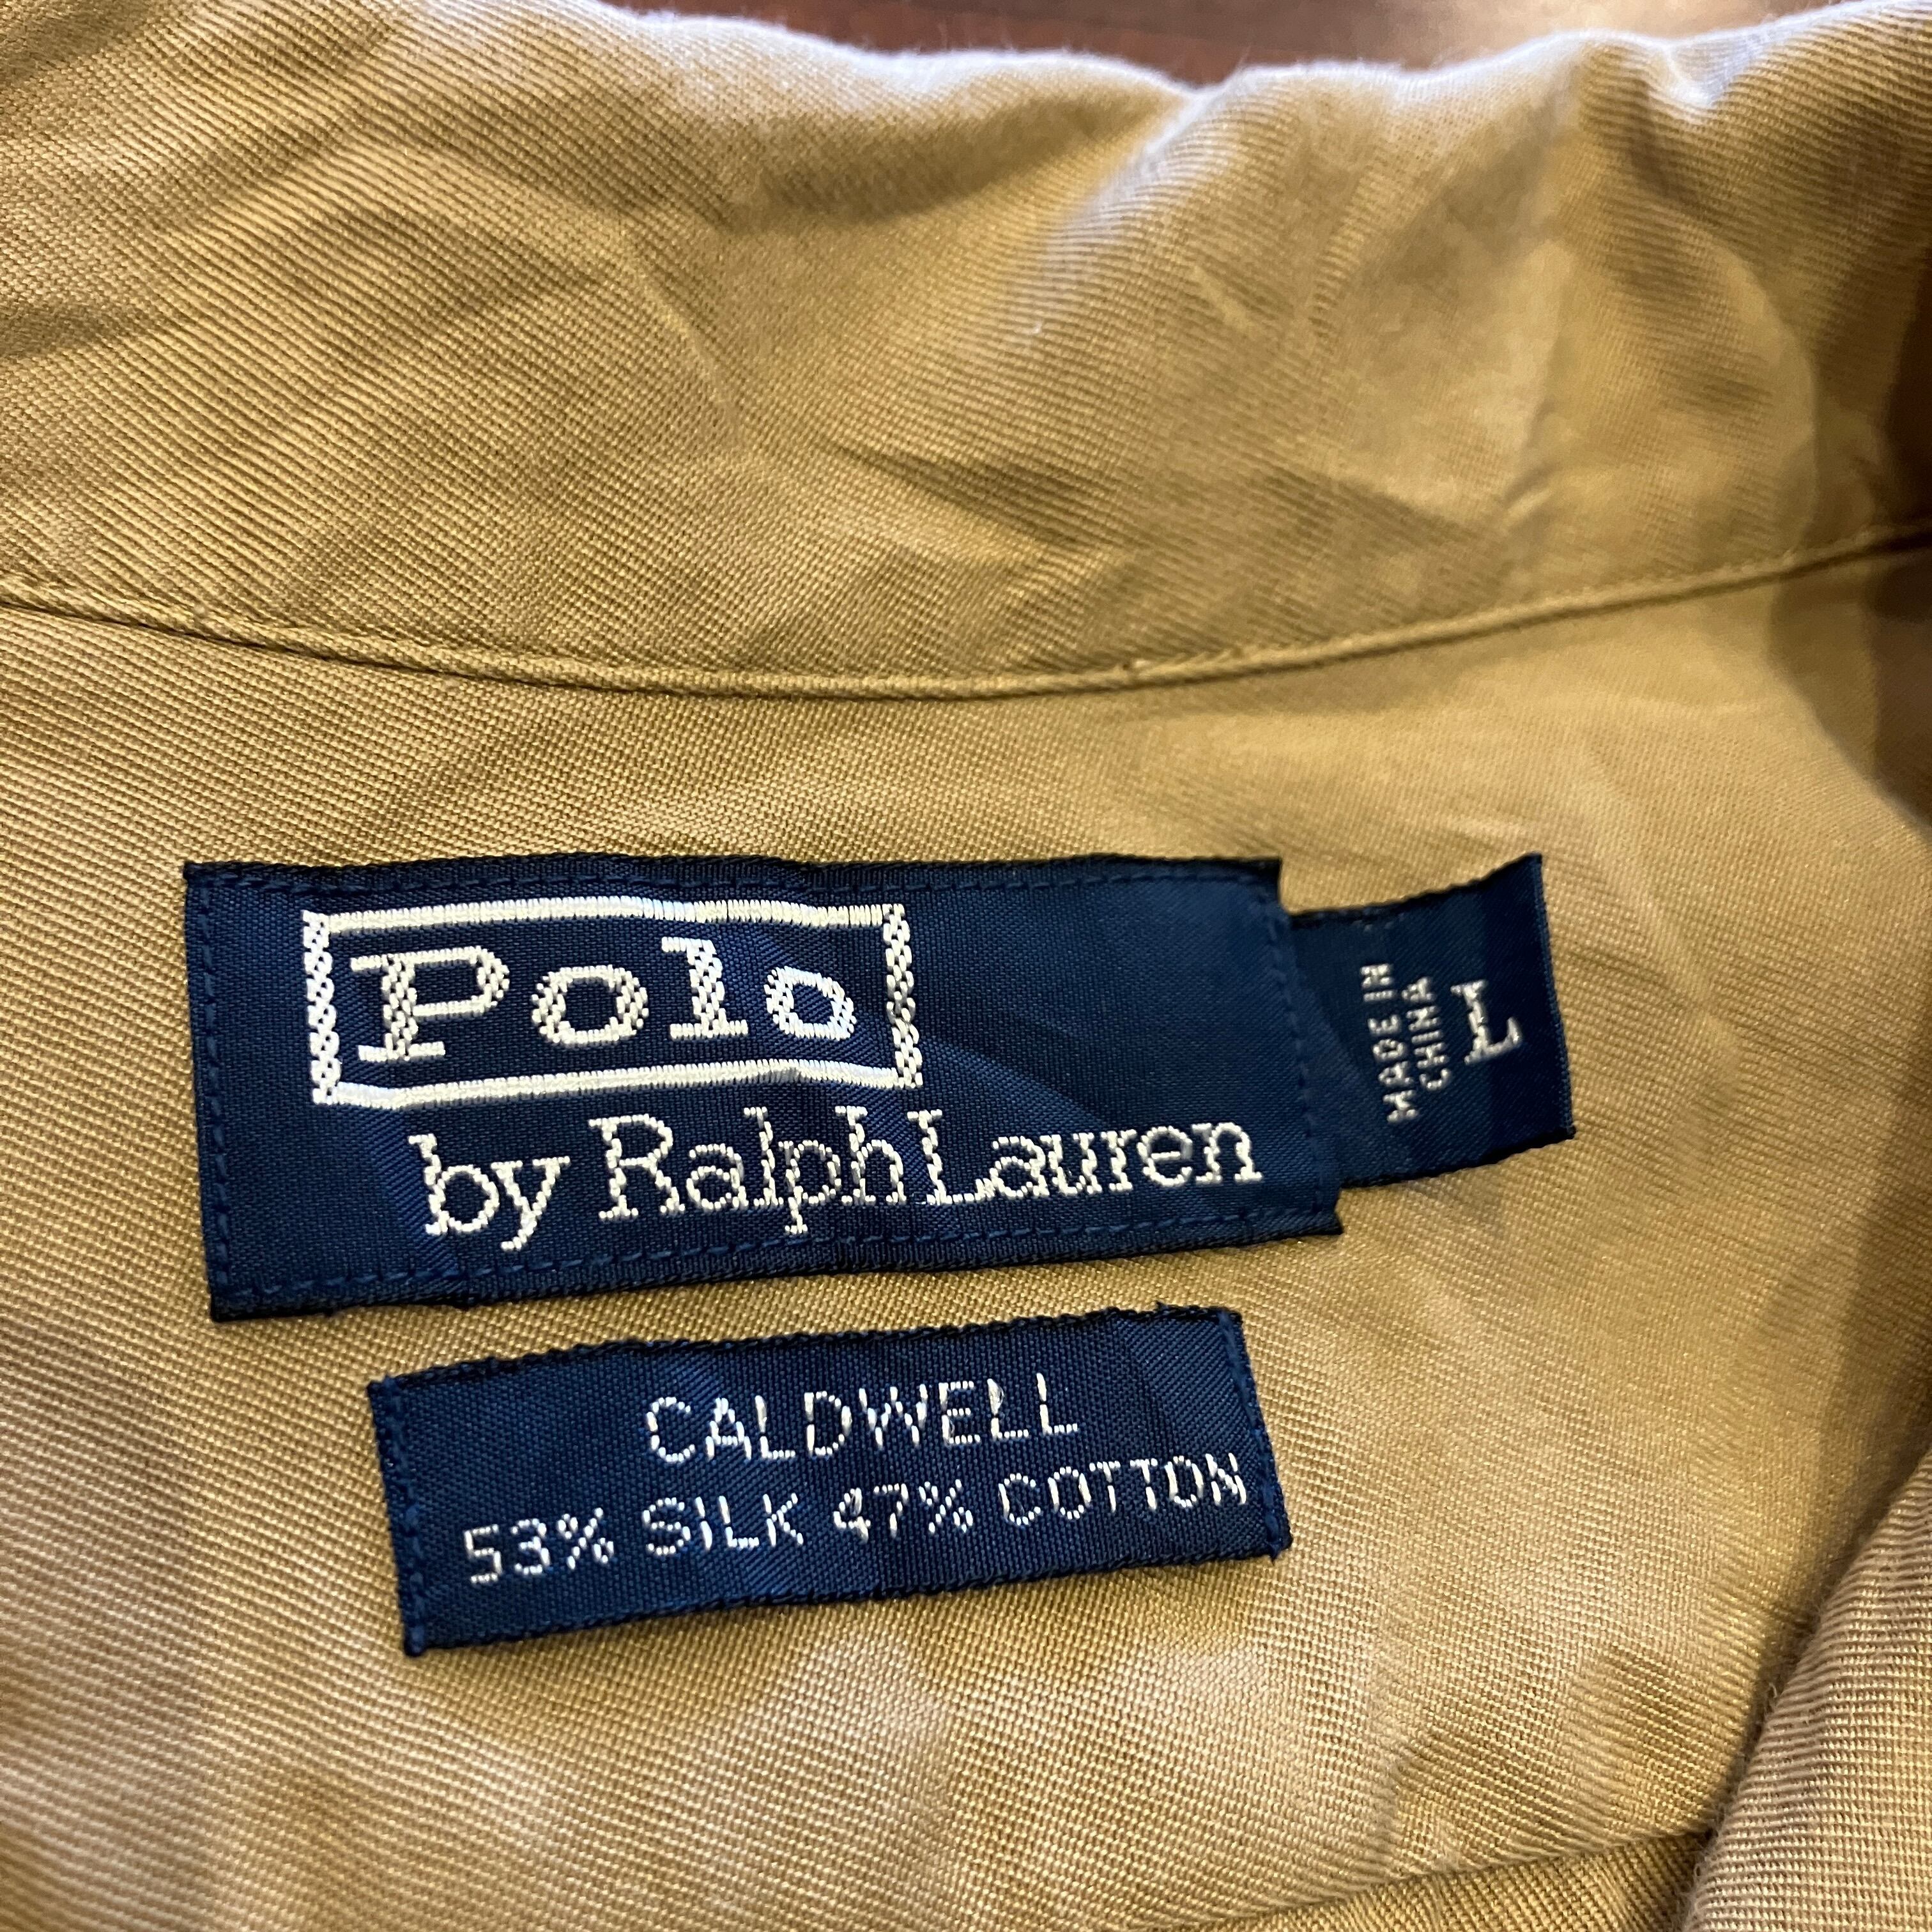 Polo
by Ralph Lauren
MADE IN
CHINA
L
CALDWELL
53% SILK 47% COTTON